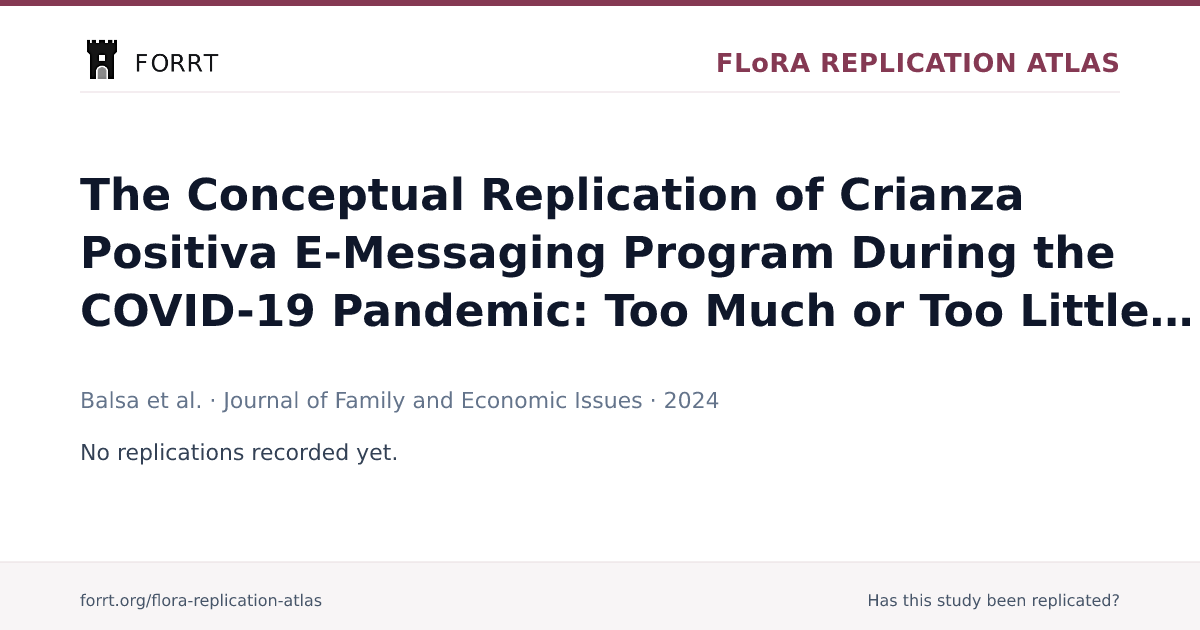 FORRT
FLoRA REPLICATION ATLAS
The Conceptual Replication of Crianza
Positiva E-Messaging Program During the
COVID-19 Pandemic: Too Much or Too Little…
Balsa et al. · Journal of Family and Economic Issues · 2024
No replications recorded yet.
forrt.org/flora-replication-atlas
Has this study been replicated?